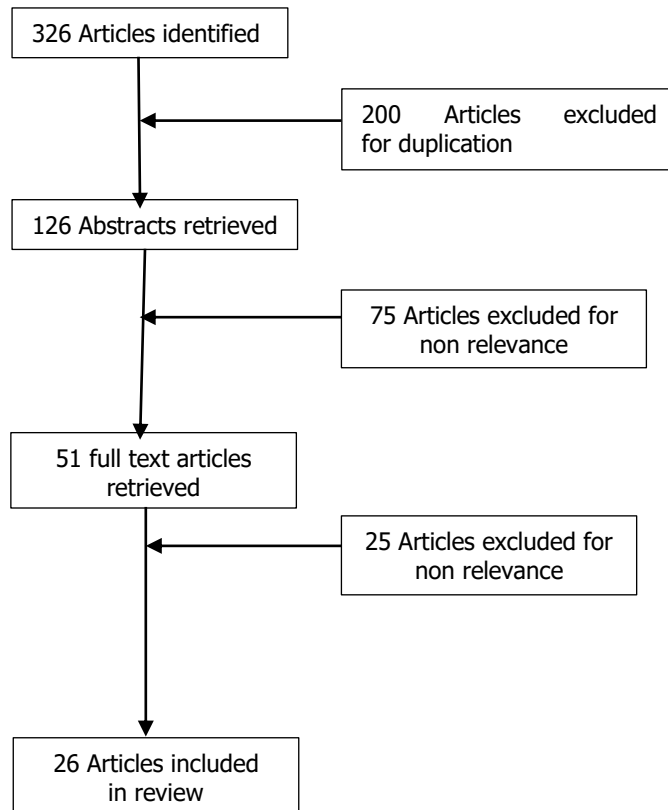 326 Articles identified
200 Articles excluded
for duplication
126 Abstracts retrieved
75 Articles excluded for
non relevance
51 full text articles
retrieved
25 Articles excluded for
non relevance
26 Articles included
in review